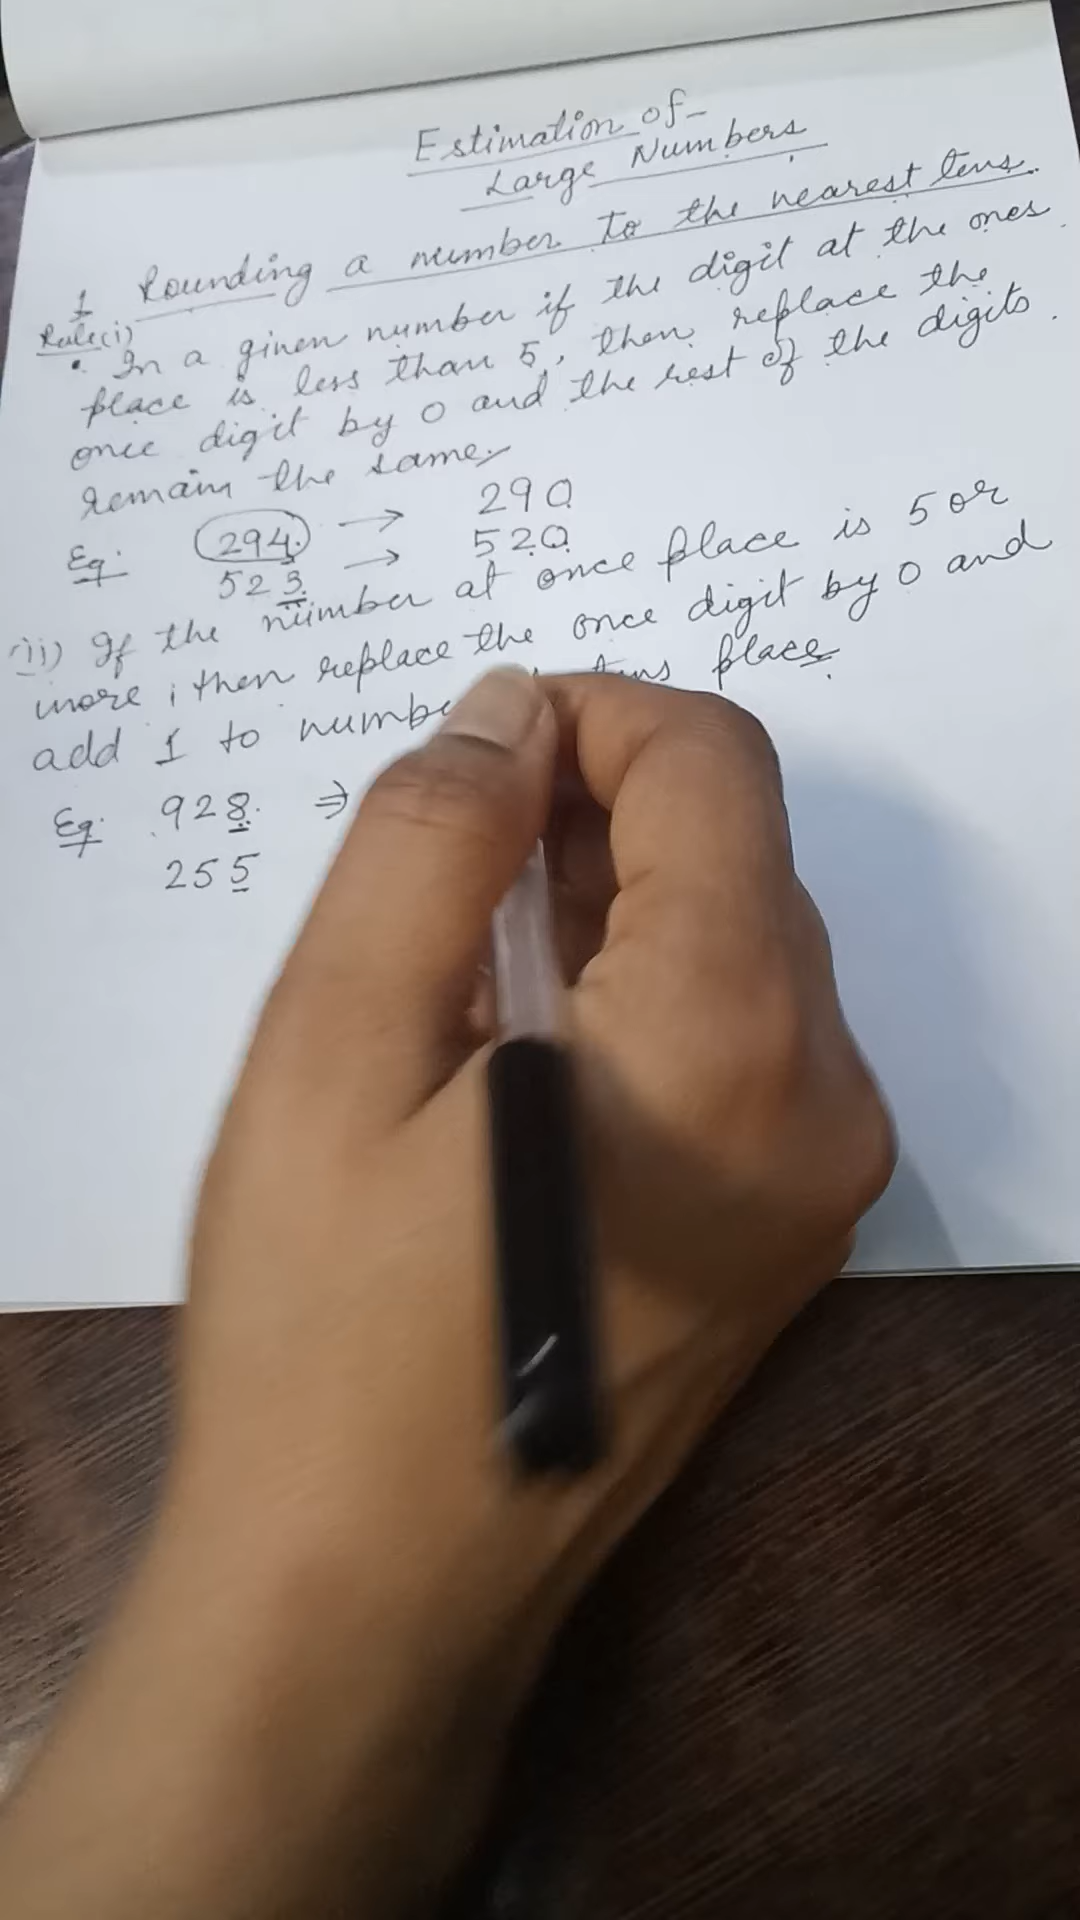 Estimation of
Large Numbers
1 Rounding a number to the nearest tens.
Rule(i)
• In a given number if the digit at the ones
place is less than 5, then replace the
once digit by 0 and the rest of the digits
remain the same.
Eg: 294 → 290
523 → 520
(ii) If the number at once place is 5 or
more, then replace the once digit by 0 and
add 1 to tens place.
Eg: 928 ⇒
255